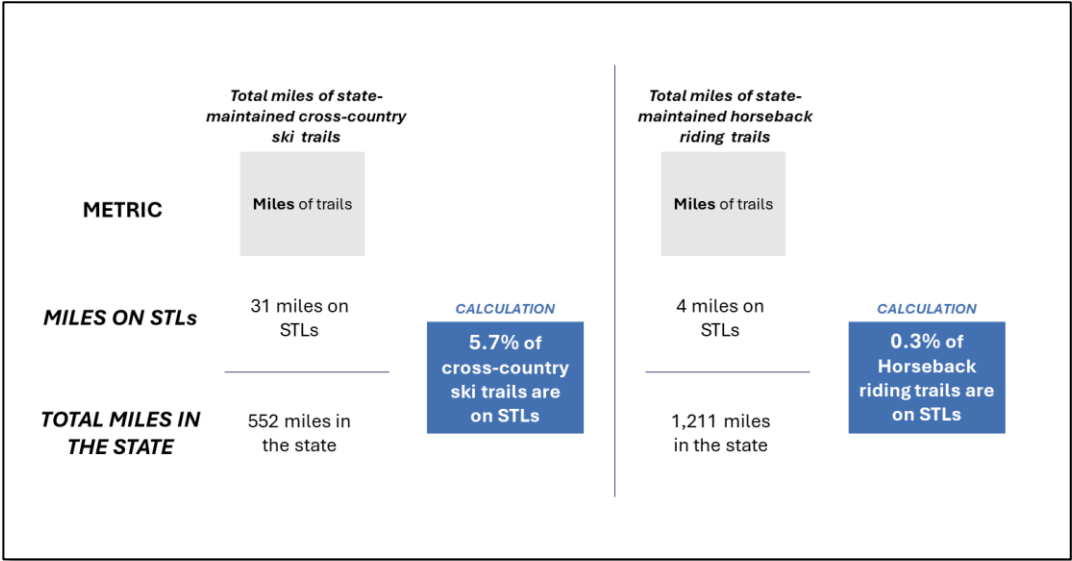 Total miles of state-
maintained cross-country
ski trails
Total miles of state-
maintained horseback
riding trails
METRIC
Miles of trails
Miles of trails
MILES ON STLs
31 miles on
STLs
CALCULATION
5.7% of
cross-country
ski trails are
on STLs
4 miles on
STLs
CALCULATION
0.3% of
Horseback
riding trails are
on STLs
TOTAL MILES IN
THE STATE
552 miles in
the state
1,211 miles
in the state